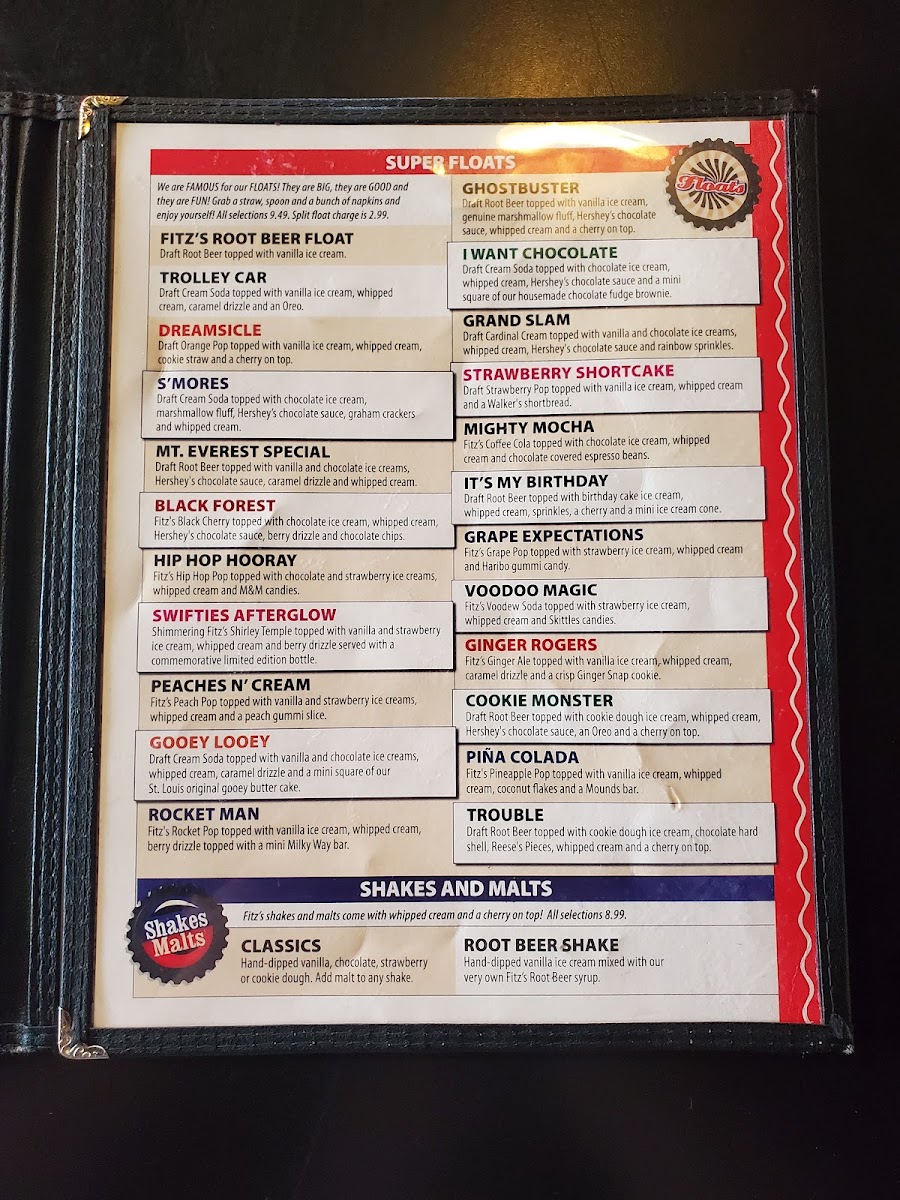 SUPER FLOATS
We are FAMOUS for our FLOATS! They are BIG, they are GOOD and
they are FUN! Grab a straw, spoon and a bunch of napkins and
enjoy yourself! All selections 9.49. Split float charge is 2.99.
FITZ'S ROOT BEER FLOAT
Draft Root Beer topped with vanilla ice cream.
TROLLEY CAR
Draft Cream Soda topped with vanilla ice cream, whipped
cream, caramel drizzle and an Oreo.
DREAMSICLE
Draft Orange Pop topped with vanilla ice cream, whipped cream,
cookie straw and a cherry on top.
S'MORES
Draft Cream Soda topped with chocolate ice cream,
marshmallow fluff, Hershey's chocolate sauce, graham crackers
and whipped cream.
MT. EVEREST SPECIAL
Draft Root Beer topped with vanilla and chocolate ice creams,
Hershey's chocolate sauce, caramel drizzle and whipped cream.
BLACK FOREST
Fitz's Black Cherry topped with chocolate ice cream, whipped cream,
Hershey's chocolate sauce, berry drizzle and chocolate chips.
HIP HOP HOORAY
Fitz's Hip Hop Pop topped with chocolate and strawberry ice creams,
whipped cream and M&M candies.
SWIFTIES AFTERGLOW
Shimmering Fitz's Shirley Temple topped with vanilla and strawberry
ice cream, whipped cream and berry drizzle served with a
commemorative limited edition bottle.
PEACHES N' CREAM
Fitz's Peach Pop topped with vanilla and strawberry ice creams,
whipped cream and a peach gummi slice.
GOOEY LOOEY
Draft Cream Soda topped with vanilla and chocolate ice creams,
whipped cream, caramel drizzle and a mini square of our
St. Louis original gooey butter cake.
ROCKET MAN
Fitz's Rocket Pop topped with vanilla ice cream, whipped cream,
berry drizzle topped with a mini Milky Way bar.
Floats
GHOSTBUSTER
Draft Root Beer topped with vanilla ice cream,
genuine marshmallow fluff, Hershey's chocolate
sauce, whipped cream and a cherry on top.
I WANT CHOCOLATE
Draft Cream Soda topped with chocolate ice cream,
whipped cream, Hershey's chocolate sauce and a mini
square of our housemade chocolate fudge brownie.
GRAND SLAM
Draft Cardinal Cream topped with vanilla and chocolate ice creams,
whipped cream, Hershey's chocolate sauce and rainbow sprinkles.
STRAWBERRY SHORTCAKE
Draft Strawberry Pop topped with vanilla ice cream, whipped cream
and a Walker's shortbread.
MIGHTY MOCHA
Fitz's Coffee Cola topped with chocolate ice cream, whipped
cream and chocolate covered espresso beans.
IT'S MY BIRTHDAY
Draft Root Beer topped with birthday cake ice cream,
whipped cream, sprinkles, a cherry and a mini ice cream cone.
GRAPE EXPECTATIONS
Fitz's Grape Pop topped with strawberry ice cream, whipped cream
and Haribo gummi candy.
VOODOO MAGIC
Fitz's Voodew Soda topped with strawberry ice cream,
whipped cream and Skittles candies.
GINGER ROGERS
Fitz's Ginger Ale topped with vanilla ice cream, whipped cream,
caramel drizzle and a crisp Ginger Snap cookie.
COOKIE MONSTER
Draft Root Beer topped with cookie dough ice cream, whipped cream,
Hershey's chocolate sauce, an Oreo and a cherry on top.
PIÑA COLADA
Fitz's Pineapple Pop topped with vanilla ice cream, whipped
cream, coconut flakes and a Mounds bar.
TROUBLE
Draft Root Beer topped with cookie dough ice cream, chocolate hard
shell, Reese's Pieces, whipped cream and a cherry on top.
SHAKES AND MALTS
Shakes
Malts
Fitz's shakes and malts come with whipped cream and a cherry on top! All selections 8.99.
CLASSICS
Hand-dipped vanilla, chocolate, strawberry
or cookie dough. Add malt to any shake.
ROOT BEER SHAKE
Hand-dipped vanilla ice cream mixed with our
very own Fitz's Root Beer syrup.